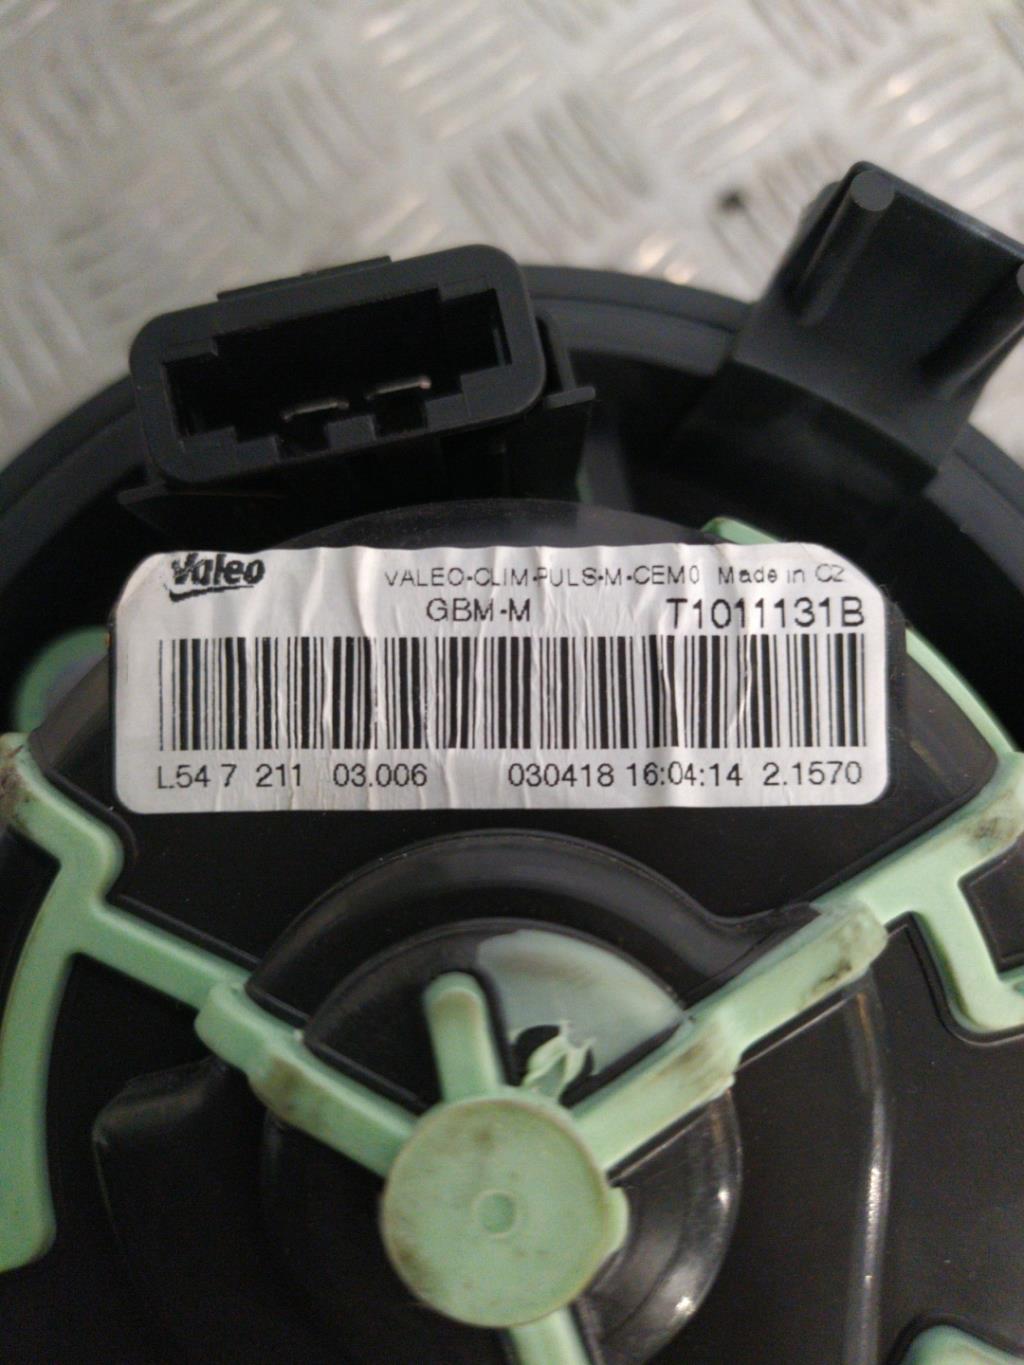 Valeo
VALEO-CLIM-PULS-M-CEM0 Made in CZ
GBM-M T1011131B
L54 7 211 03.006 030418 16:04:14 2.1570